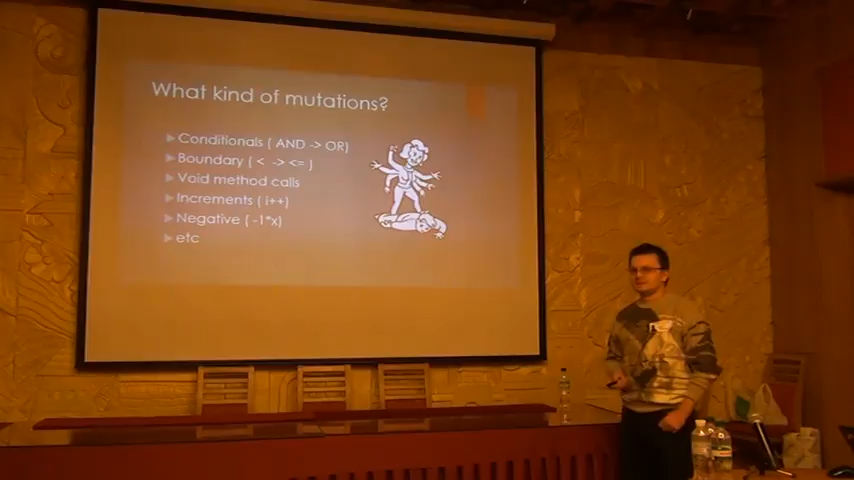 What kind of mutations?
Conditionals ( AND -> OR)
Boundary ( < -> <= )
Void method calls
Increments ( i++)
Negative ( -1*x)
etc